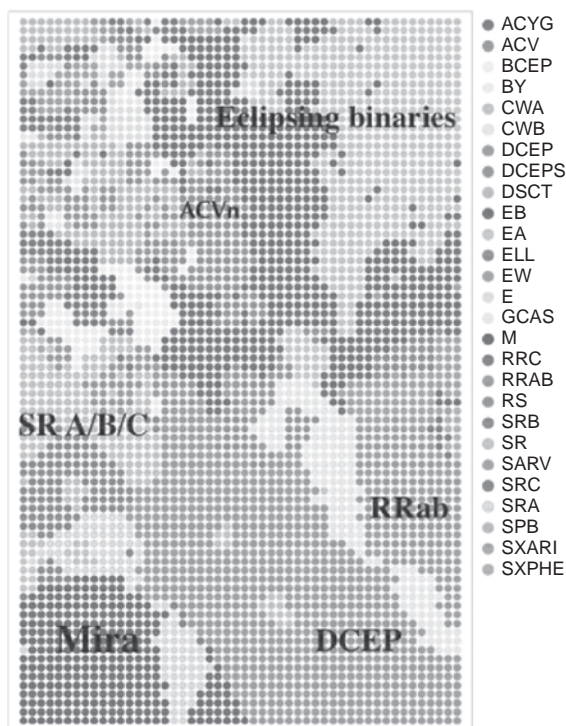 Eclipsing binaries
ACVn
SR A/B/C
RRab
Mira
DCEP
ACYG
ACV
BCEP
BY
CWA
CWB
DCEP
DCEPS
DSCT
EB
EA
ELL
EW
E
GCAS
M
RRC
RRAB
RS
SRB
SR
SARV
SRC
SRA
SPB
SXARI
SXPHE